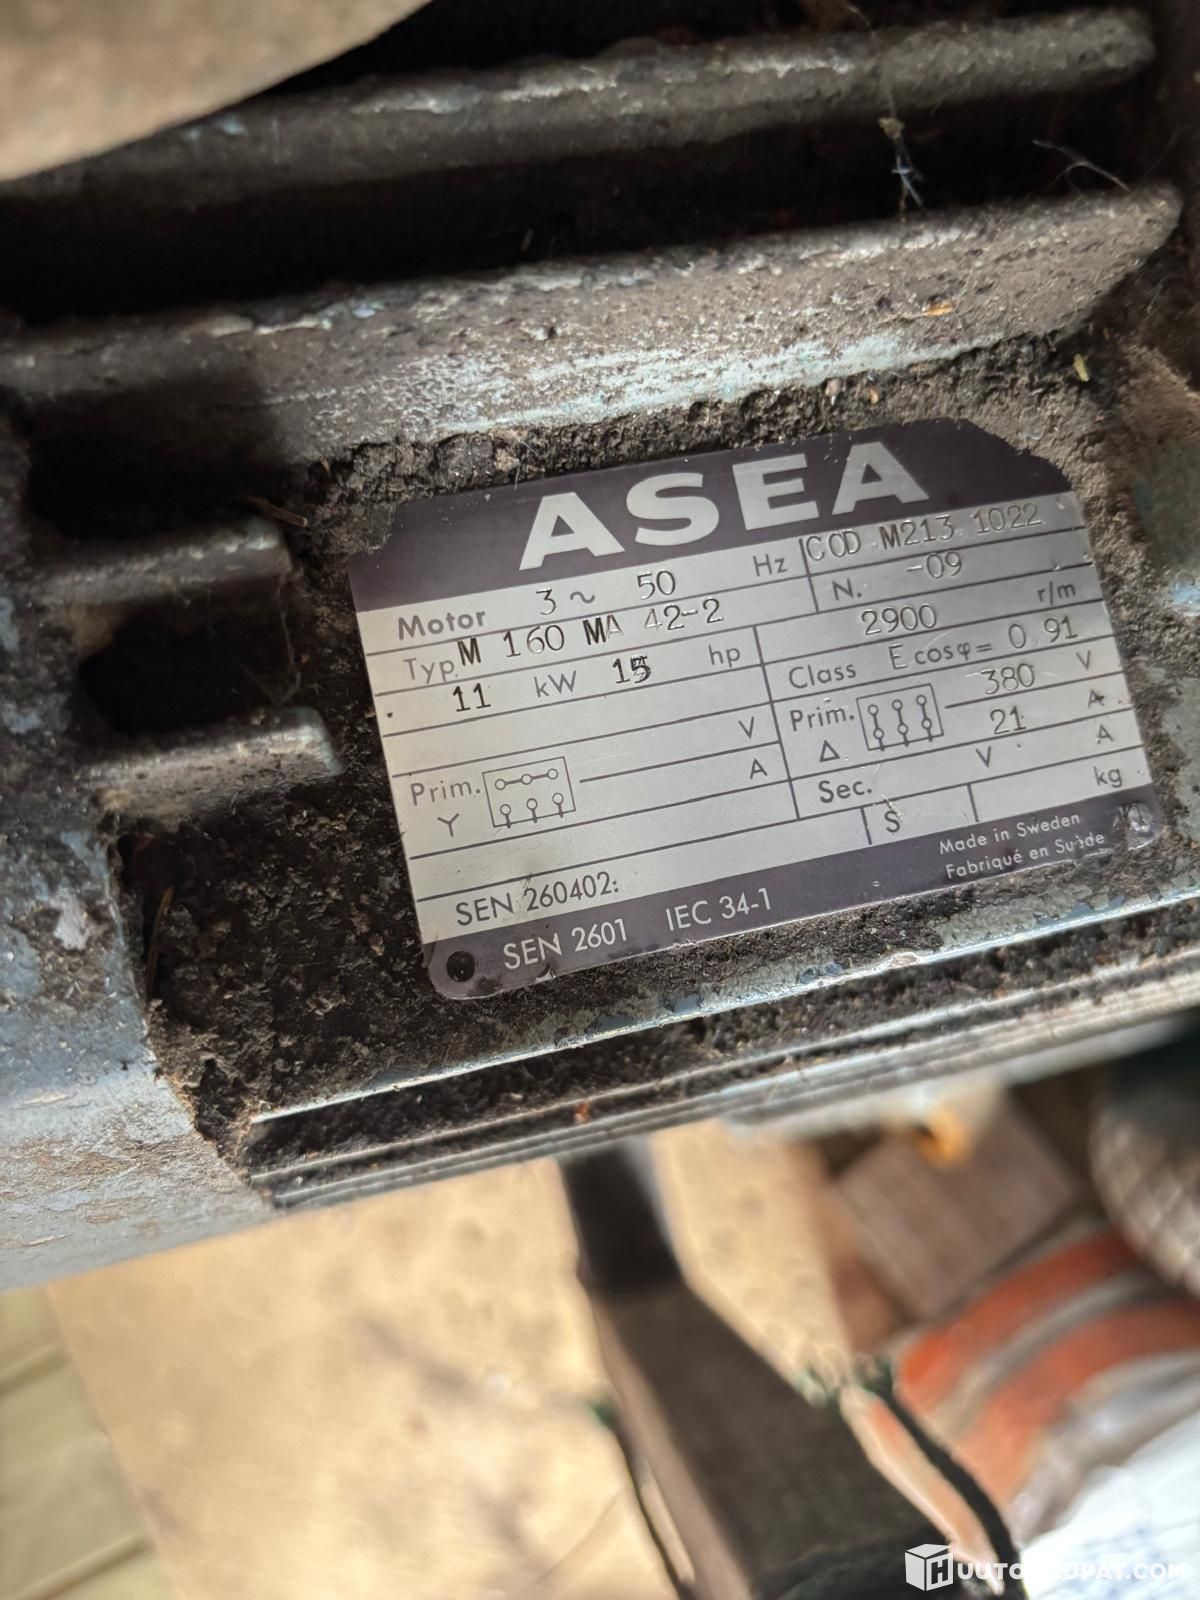 ASEA
Motor 3~ 50 Hz COD M213 1022
Typ. M 160 MA 42-2 N. -09
11 kW 15 hp 2900 r/m
Class E cosφ= 0,91
V Prim. 380 V
Prim. A Δ 21 A
Y Sec. V A
S kg
SEN 260402:
Made in Sweden
Fabriqué en Suède
SEN 2601 IEC 34-1